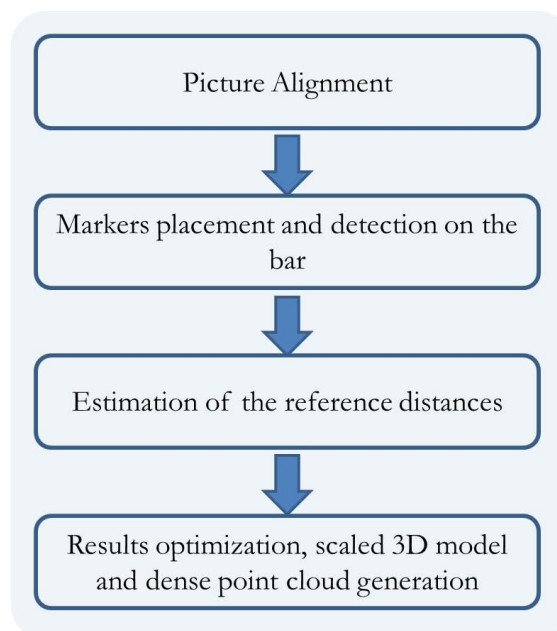 Picture Alignment
Markers placement and detection on the
bar
Estimation of the reference distances
Results optimization, scaled 3D model
and dense point cloud generation